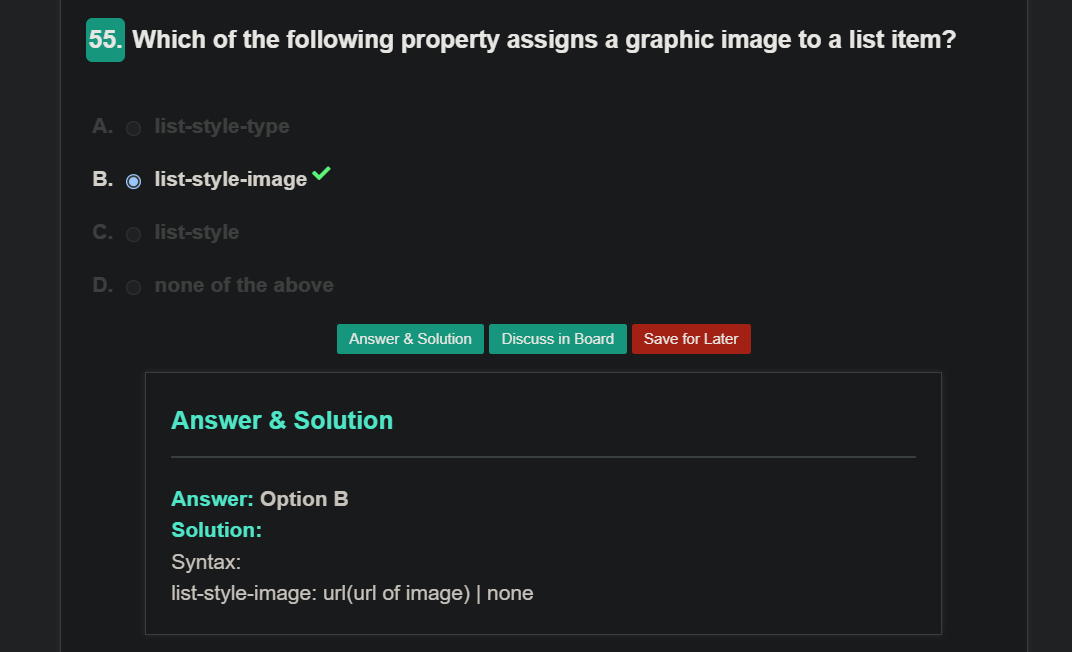 55. Which of the following property assigns a graphic image to a list item?
A. list-style-type
B. list-style-image
C. list-style
D. none of the above
Answer & Solution Discuss in Board Save for Later
Answer & Solution
Answer: Option B
Solution:
Syntax:
list-style-image: url(url of image) | none